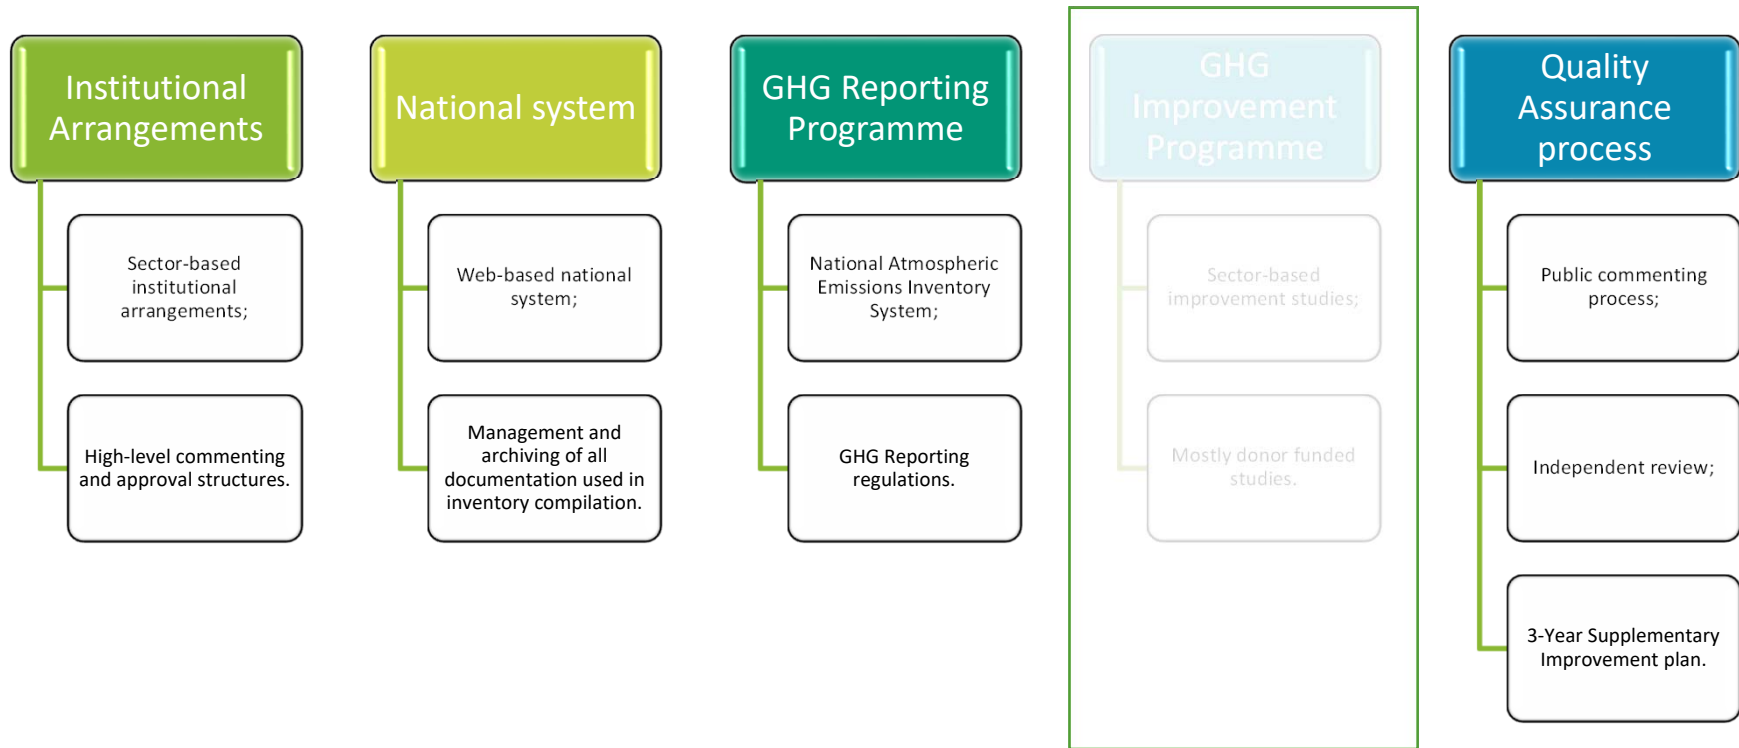 Institutional
Arrangements
Sector-based
institutional
arrangements;
High-level commenting
and approval structures.
National system
Web-based national
system;
Management and
archiving of all
documentation used in
inventory compilation.
GHG Reporting
Programme
National Atmospheric
Emissions Inventory
System;
GHG Reporting
regulations.
GHG
Improvement
Programme
Sector-based
improvement studies;
Mostly donor funded
studies.
Quality
Assurance
process
Public commenting
process;
Independent review;
3-Year Supplementary
Improvement plan.